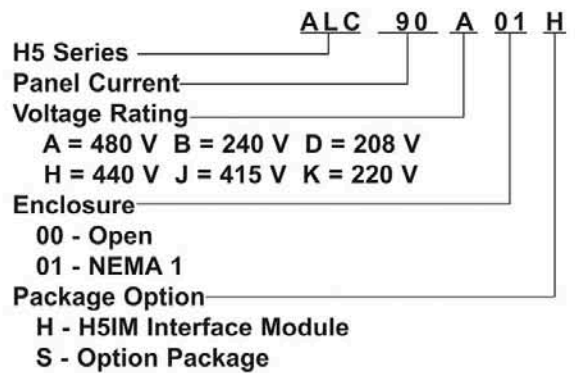 ALC 90 A 01 H
H5 Series
Panel Current
Voltage Rating
A = 480 V B = 240 V D = 208 V
H = 440 V J = 415 V K = 220 V
Enclosure
00 - Open
01 - NEMA 1
Package Option
H - H5IM Interface Module
S - Option Package